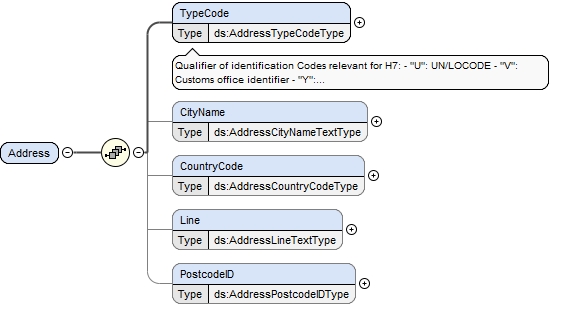 TypeCode
Type ds:AddressTypeCodeType
Qualifier of identification Codes relevant for H7: - "U": UN/LOCODE - "V":
Customs office identifier - "Y":...
CityName
Type ds:AddressCityNameTextType
Address
CountryCode
Type ds:AddressCountryCodeType
Line
Type ds:AddressLineTextType
PostcodeID
Type ds:AddressPostcodeIDType